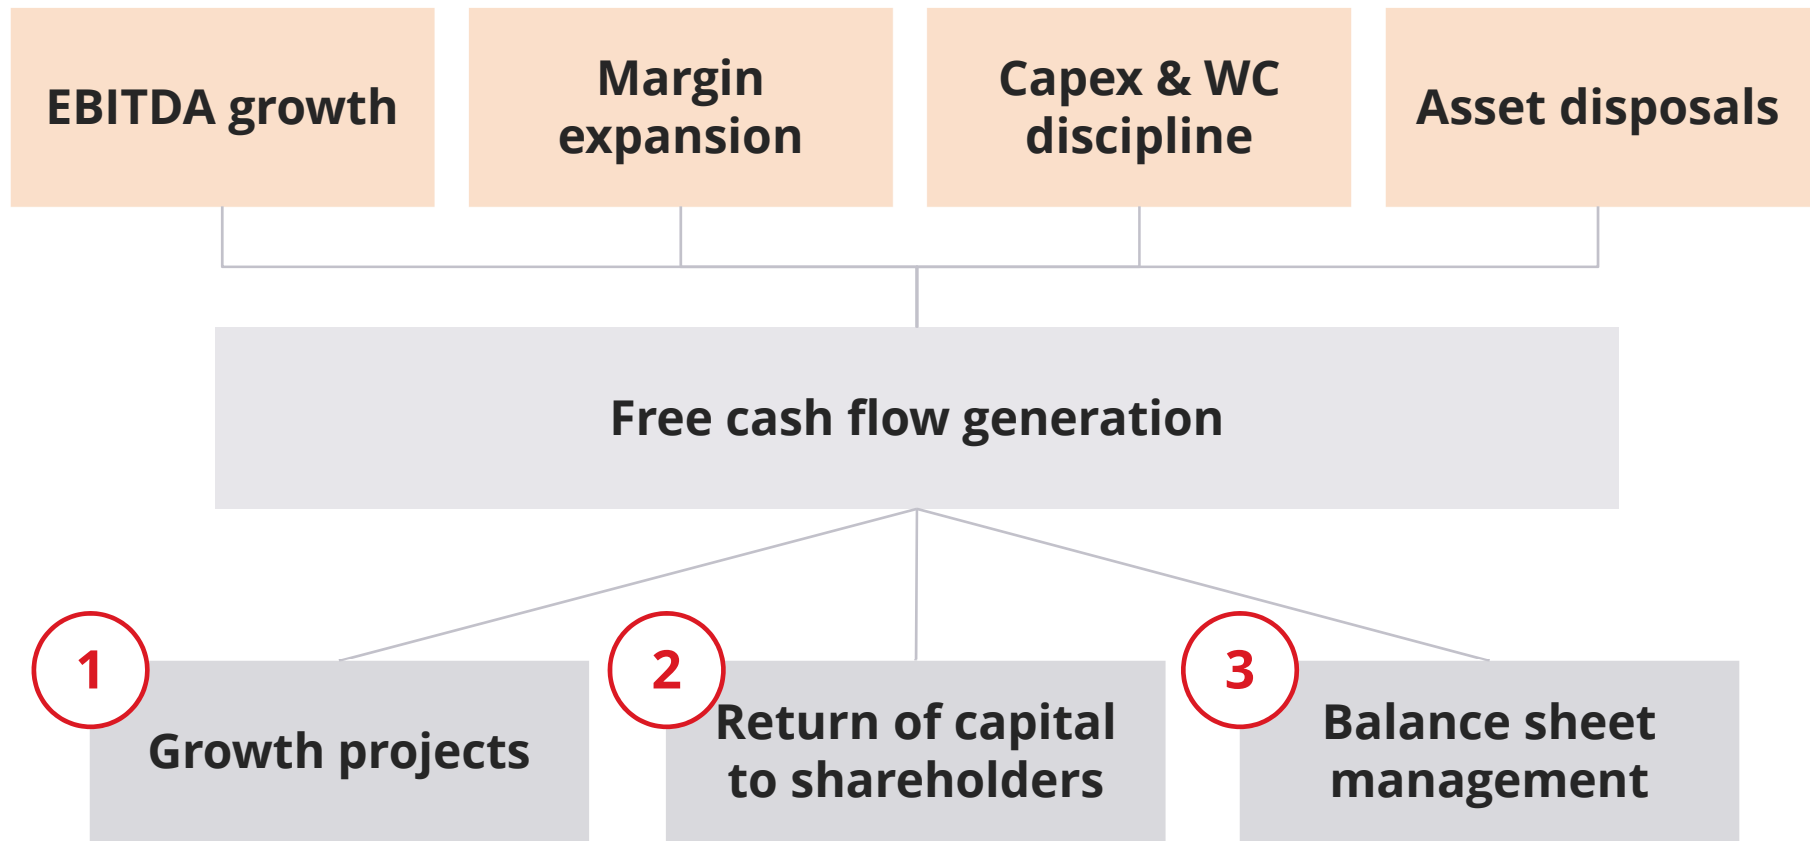 EBITDA growth
Margin
expansion
Capex & WC
discipline
Asset disposals
Free cash flow generation
1
Growth projects
2
Return of capital
to shareholders
3
Balance sheet
management